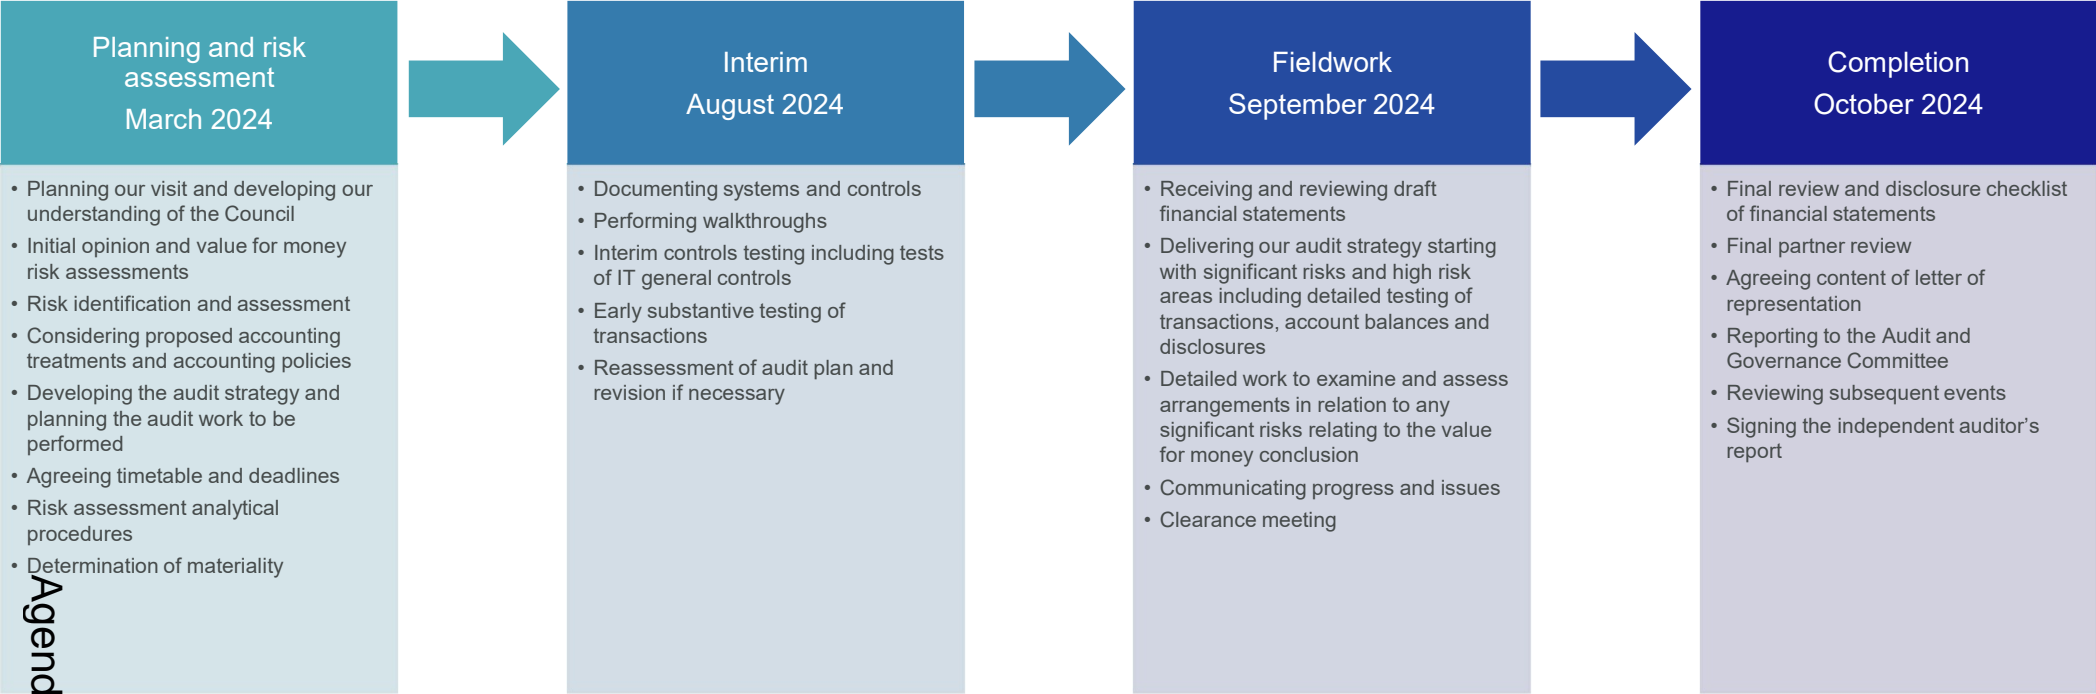 Planning and risk
assessment
March 2024
• Planning our visit and developing our
understanding of the Council
• Initial opinion and value for money
risk assessments
• Risk identification and assessment
• Considering proposed accounting
treatments and accounting policies
• Developing the audit strategy and
planning the audit work to be
performed
• Agreeing timetable and deadlines
• Risk assessment analytical
procedures
• Determination of materiality
Agend
Interim
August 2024
• Documenting systems and controls
• Performing walkthroughs
• Interim controls testing including tests
of IT general controls
• Early substantive testing of
transactions
• Reassessment of audit plan and
revision if necessary
Fieldwork
September 2024
• Receiving and reviewing draft
financial statements
• Delivering our audit strategy starting
with significant risks and high risk
areas including detailed testing of
transactions, account balances and
disclosures
• Detailed work to examine and assess
arrangements in relation to any
significant risks relating to the value
for money conclusion
• Communicating progress and issues
• Clearance meeting
Completion
October 2024
• Final review and disclosure checklist
of financial statements
• Final partner review
• Agreeing content of letter of
representation
• Reporting to the Audit and
Governance Committee
• Reviewing subsequent events
• Signing the independent auditor’s
report